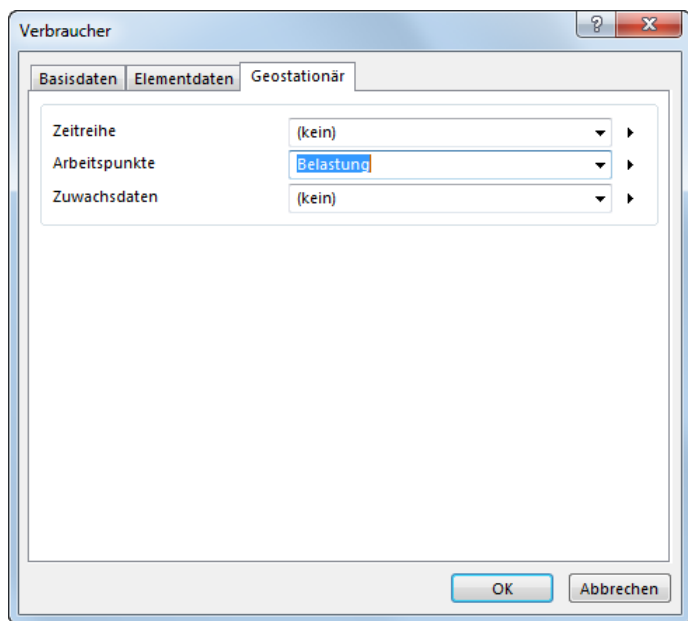 Verbraucher
Basisdaten Elementdaten Geostationär
Zeitreihe (kein)
Arbeitspunkte Belastung
Zuwachsdaten (kein)
OK Abbrechen